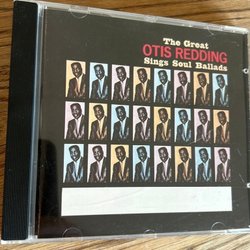 The Great
OTIS REDDING
Sings Soul Ballads